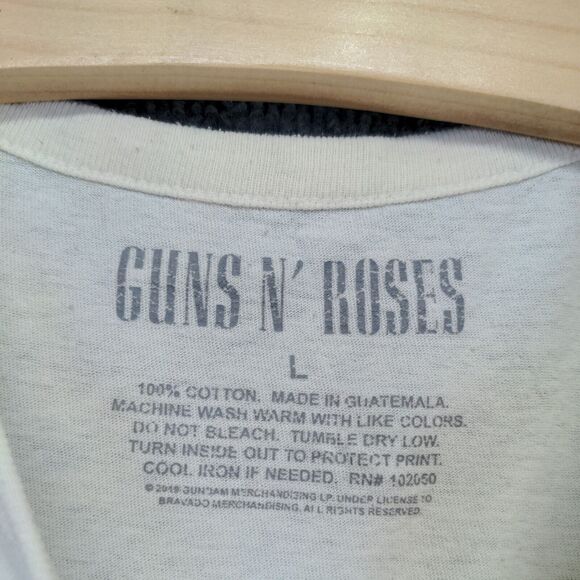 GUNS N' ROSES
L
100% COTTON. MADE IN GUATEMALA.
MACHINE WASH WARM WITH LIKE COLORS.
DO NOT BLEACH. TUMBLE DRY LOW.
TURN INSIDE OUT TO PROTECT PRINT.
COOL IRON IF NEEDED. RN# 102050
MERCHANDISING LP. UNDER LICENSE TO
BRAVADO MERCHANDISING. ALL RIGHTS RESERVED.